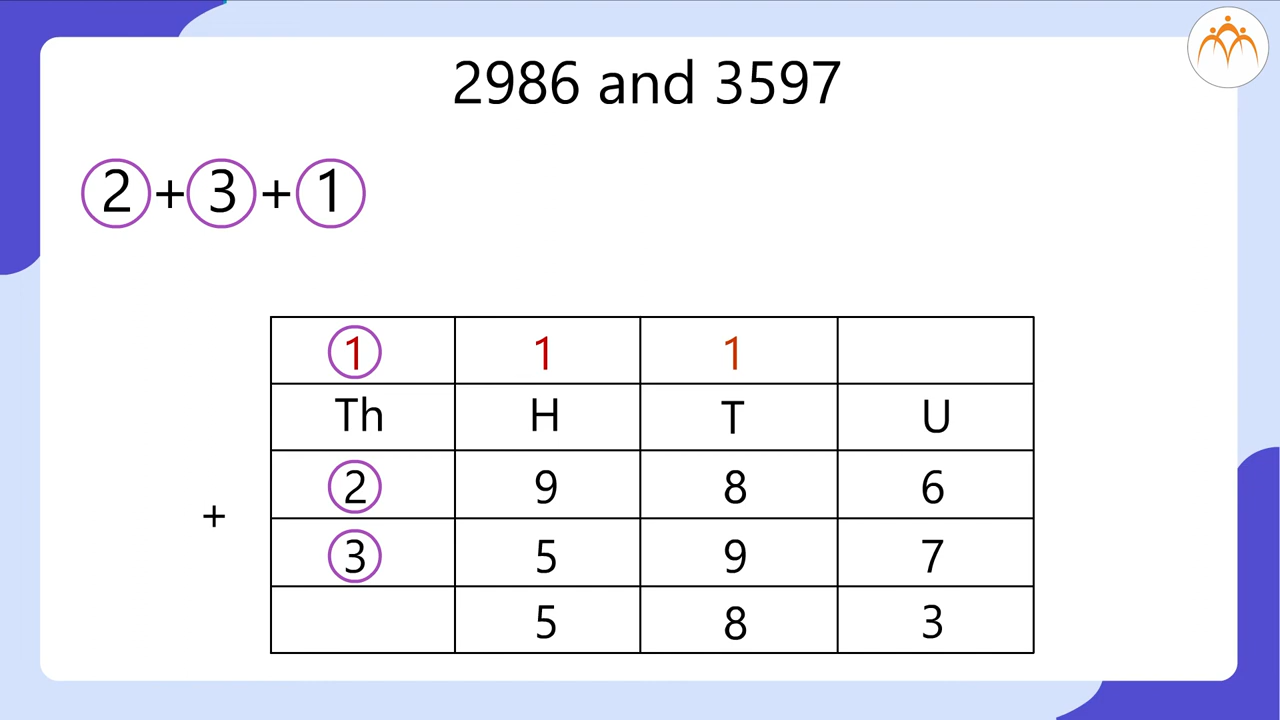 2986 and 3597
2+3+1
1 1 1
Th H T U
2 9 8 6
+
3 5 9 7
5 8 3